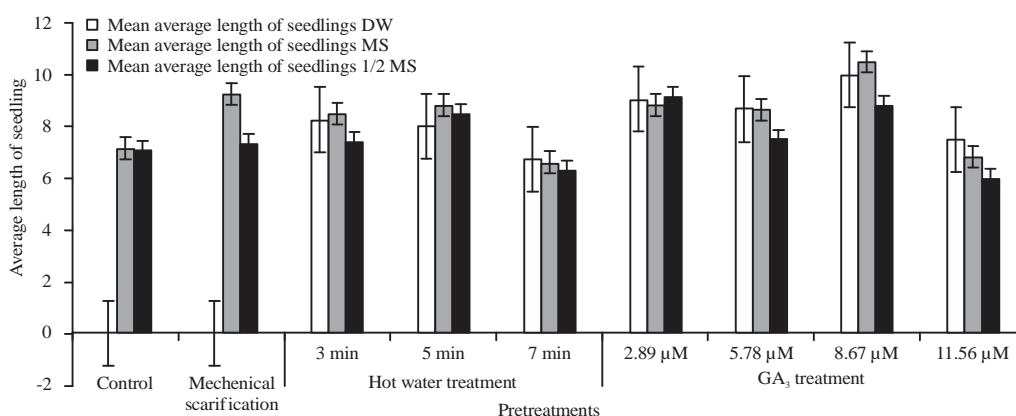 12
10
8
6
4
2
0
-2
Average length of seedling
Mean average length of seedlings DW
Mean average length of seedlings MS
Mean average length of seedlings 1/2 MS
3 min
5 min
7 min
2.89 µM
5.78 µM
8.67 µM
11.56 µM
Control
Mechenical
scarification
Hot water treatment
GA₃ treatment
Pretreatments